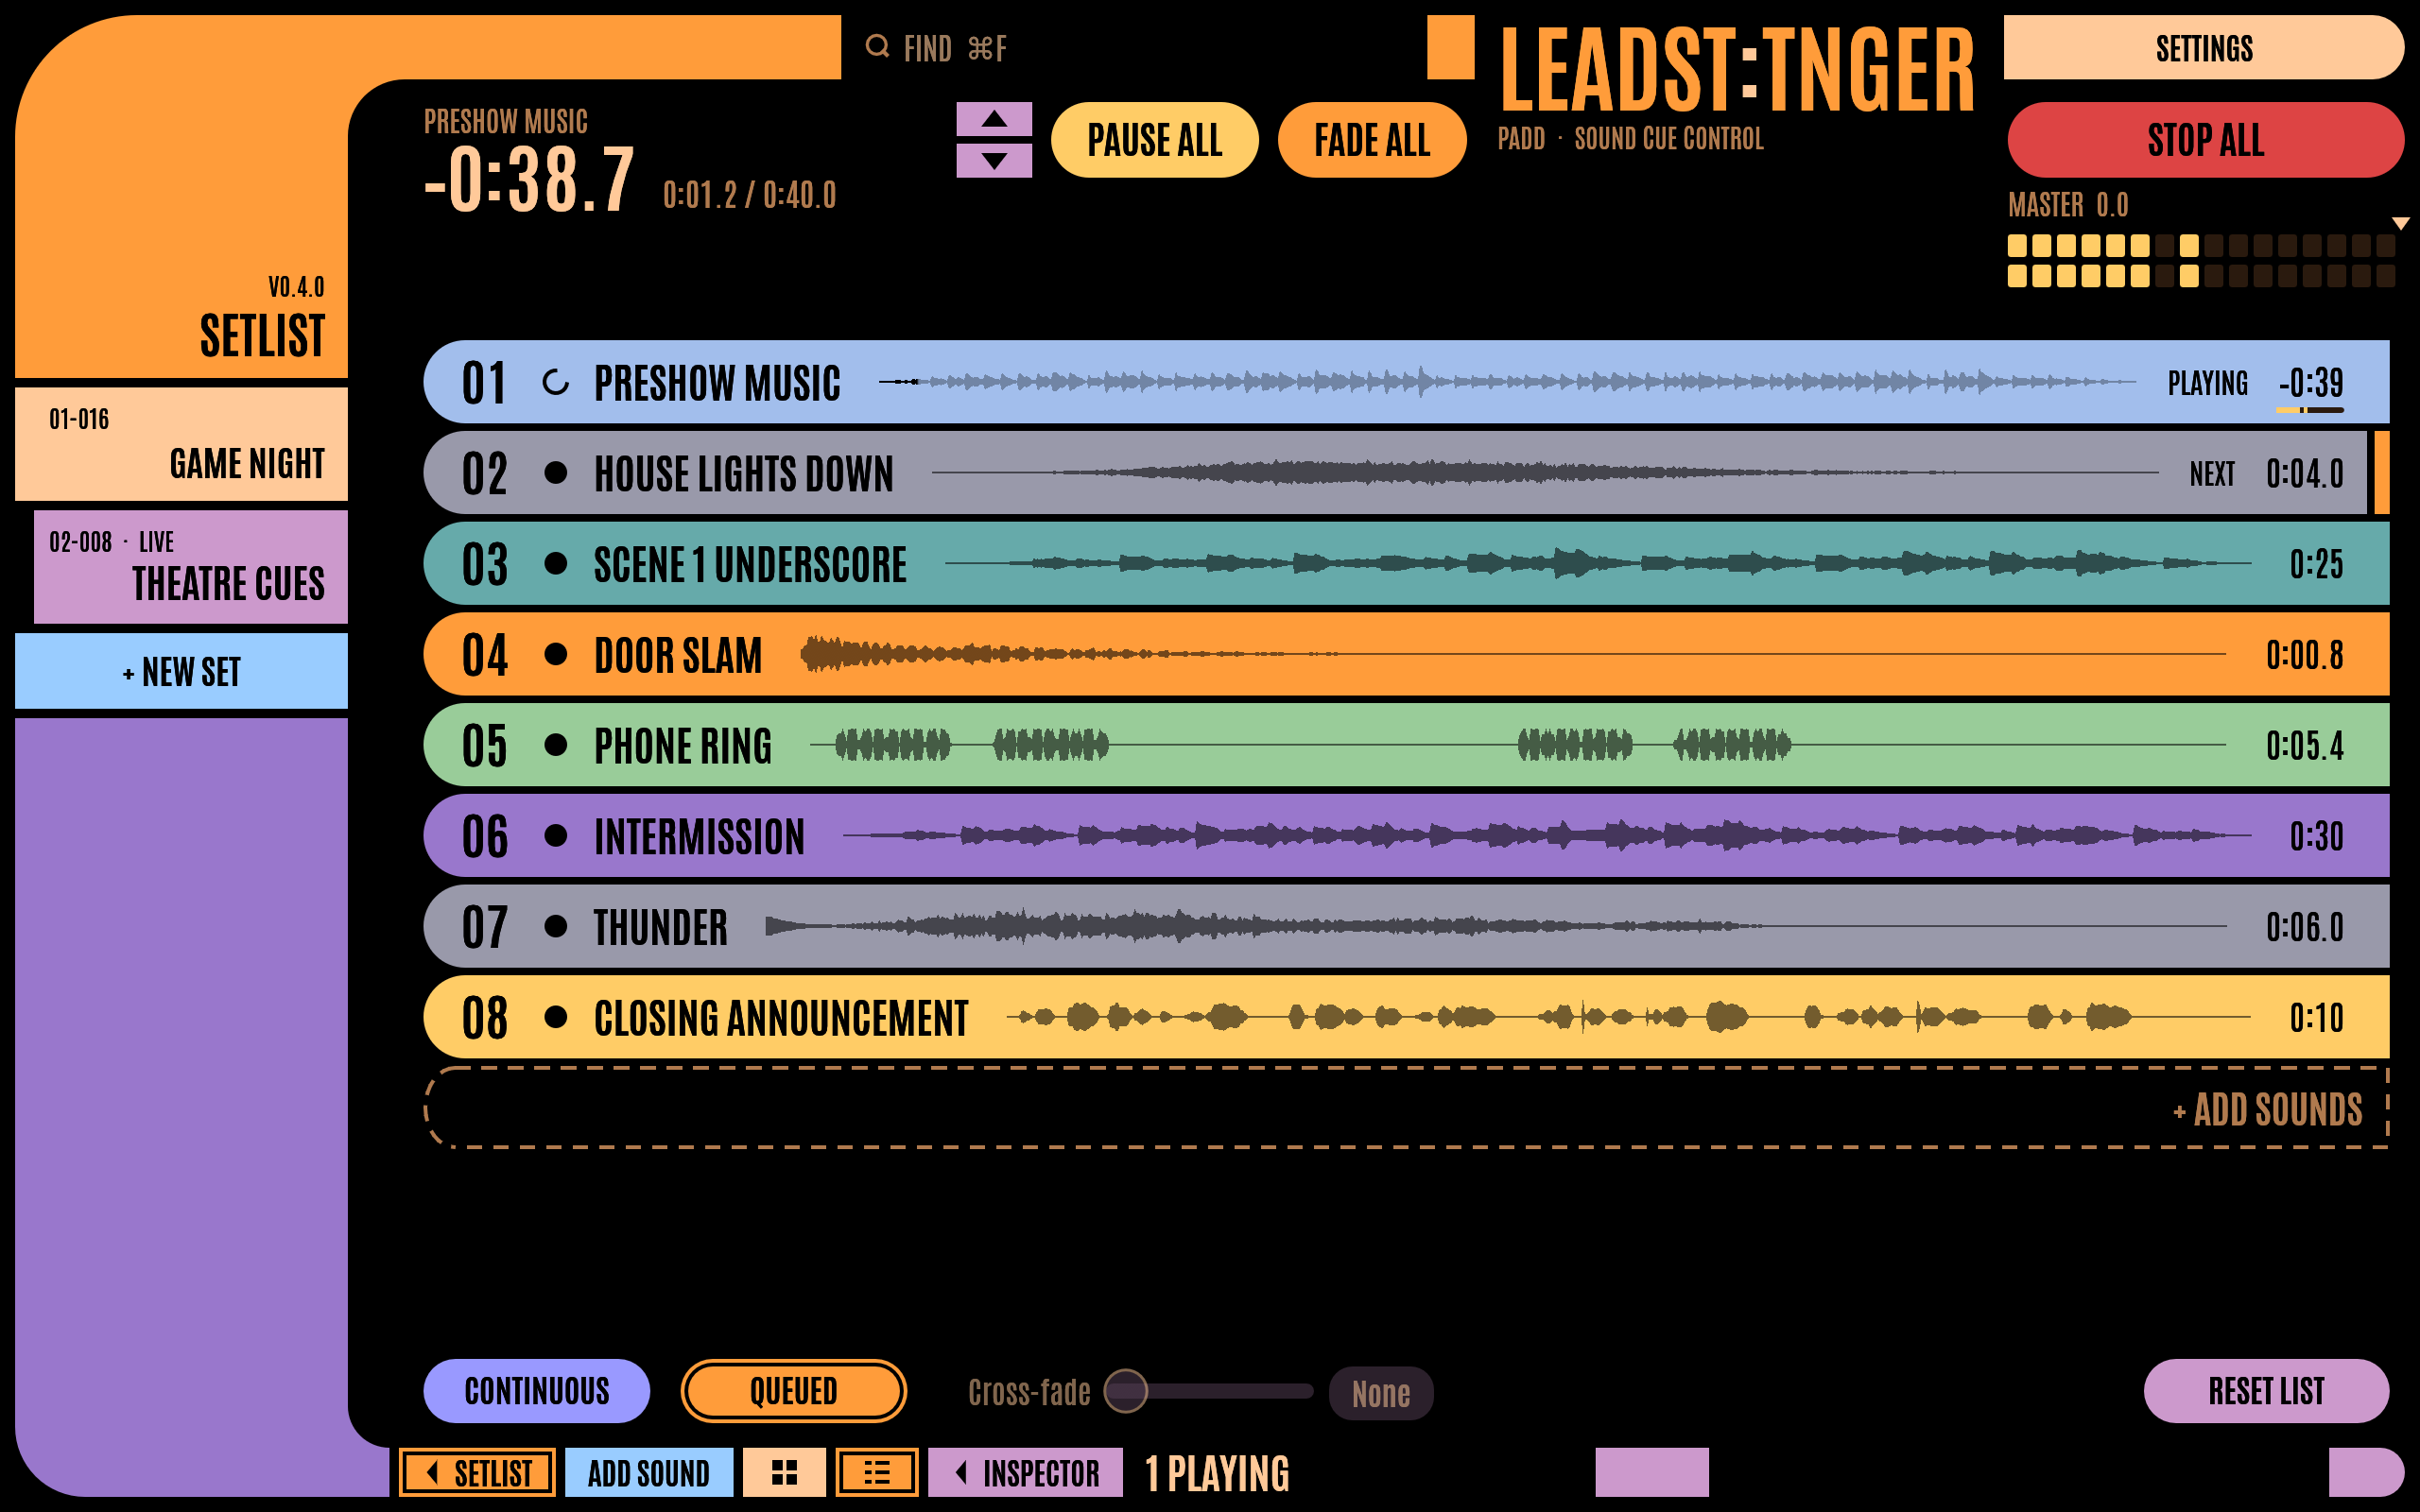 FIND ⌘F
LEADST:TNGER
SETTINGS
PRESHOW MUSIC
-0:38.7 0:01.2 / 0:40.0
PAUSE ALL
FADE ALL
PADD · SOUND CUE CONTROL
STOP ALL
MASTER 0.0
V0.4.0
SETLIST
01-016
GAME NIGHT
02-008 · LIVE
THEATRE CUES
+ NEW SET
01 PRESHOW MUSIC PLAYING -0:39
02 HOUSE LIGHTS DOWN NEXT 0:04.0
03 SCENE 1 UNDERSCORE 0:25
04 DOOR SLAM 0:00.8
05 PHONE RING 0:05.4
06 INTERMISSION 0:30
07 THUNDER 0:06.0
08 CLOSING ANNOUNCEMENT 0:10
+ ADD SOUNDS
CONTINUOUS
QUEUED
Cross-fade None
RESET LIST
SETLIST
ADD SOUND
INSPECTOR
1 PLAYING